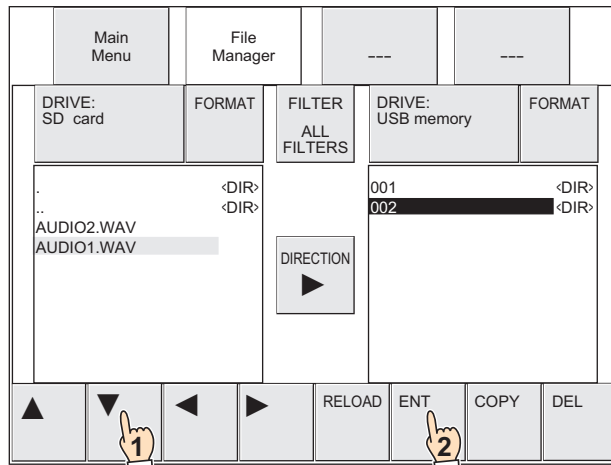 Main
Menu
File
Manager
---
---
DRIVE:
SD card
FORMAT
FILTER
ALL
FILTERS
DRIVE:
USB memory
FORMAT
. <DIR>
.. <DIR>
AUDIO2.WAV
AUDIO1.WAV
DIRECTION
▶
001 <DIR>
002 <DIR>
▲ ▼ ◀ ▶ RELOAD ENT COPY DEL
1 2